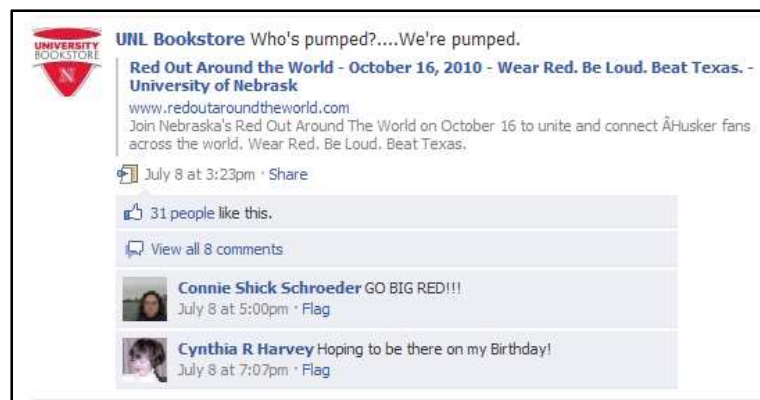 UNIVERSITY
BOOKSTORE
N
UNL Bookstore Who's pumped?....We're pumped.
Red Out Around the World - October 16, 2010 - Wear Red. Be Loud. Beat Texas. -
University of Nebrask
www.redoutaroundtheworld.com
Join Nebraska's Red Out Around The World on October 16 to unite and connect ÂHusker fans
across the world. Wear Red. Be Loud. Beat Texas.
July 8 at 3:23pm · Share
31 people like this.
View all 8 comments
Connie Shick Schroeder GO BIG RED!!!
July 8 at 5:00pm · Flag
Cynthia R Harvey Hoping to be there on my Birthday!
July 8 at 7:07pm · Flag